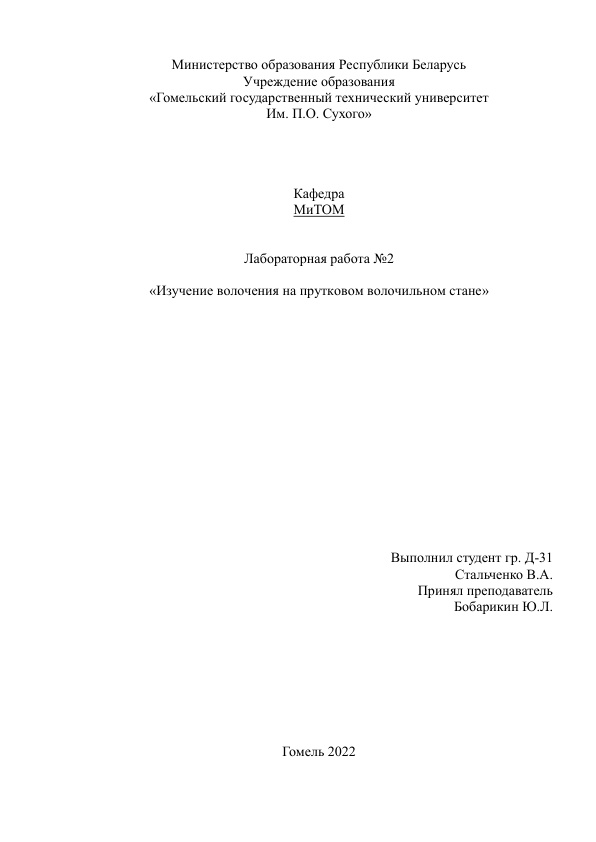 Министерство образования Республики Беларусь
Учреждение образования
«Гомельский государственный технический университет
Им. П.О. Сухого»
Кафедра
МиТОМ
Лабораторная работа №2
«Изучение волочения на прутковом волочильном стане»
Выполнил студент гр. Д-31
Стальченко В.А.
Принял преподаватель
Бобарикин Ю.Л.
Гомель 2022